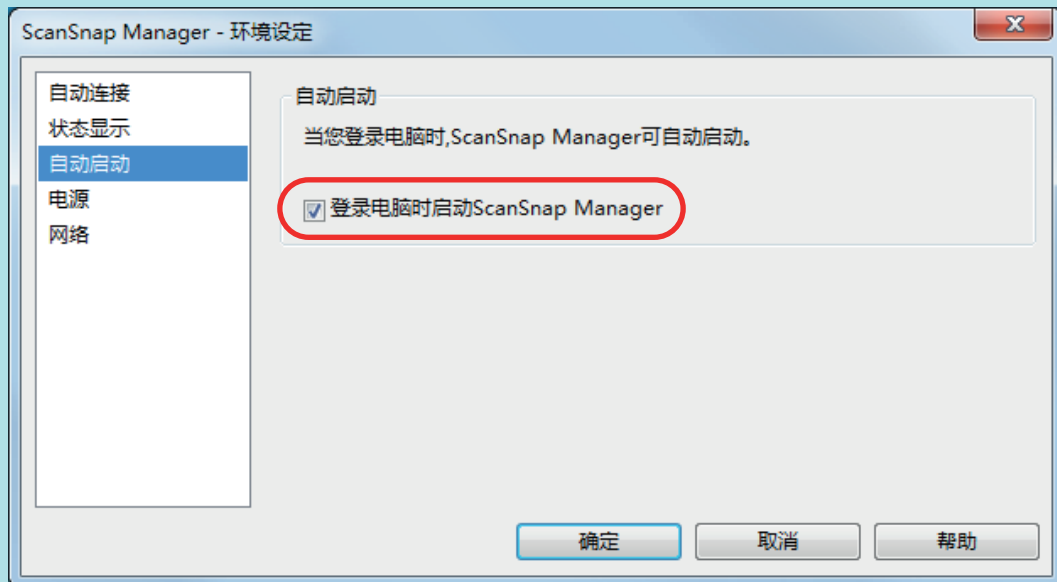 ScanSnap Manager - 环境设定
自动连接
状态显示
自动启动
电源
网络
自动启动
当您登录电脑时,ScanSnap Manager可自动启动。
登录电脑时启动ScanSnap Manager
确定
取消
帮助